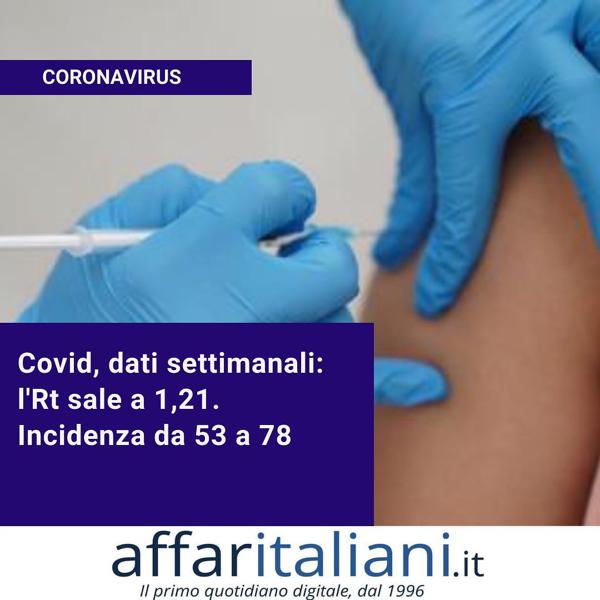 CORONAVIRUS
Covid, dati settimanali:
l'Rt sale a 1,21.
Incidenza da 53 a 78
affaritaliani.it
Il primo quotidiano digitale, dal 1996